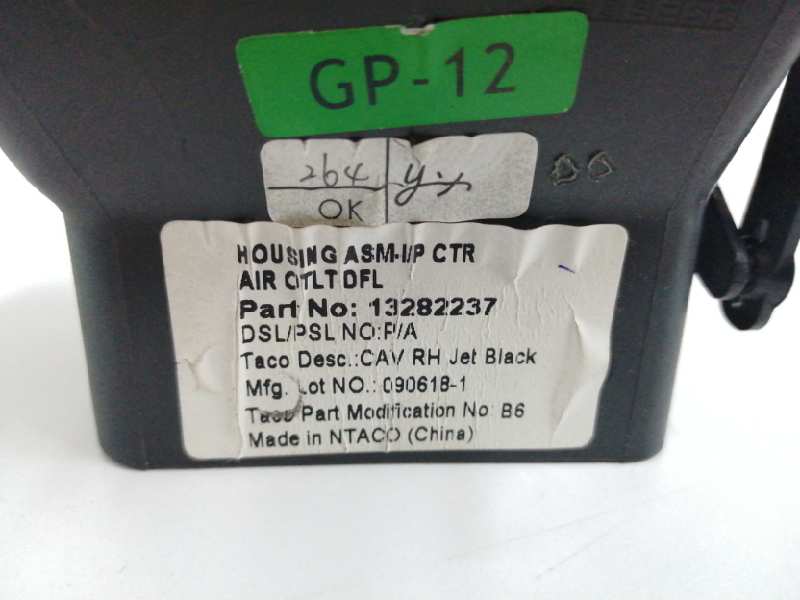 GP-12
264
OK
HOUSING ASM-I/P CTR
AIR OTLT DFL
Part No: 13282237
DSL/PSL NO:P/A
Taco Desc.:CAV RH Jet Black
Mfg. Lot NO.: 090618-1
Taco Part Modification No: B6
Made in NTACO (China)